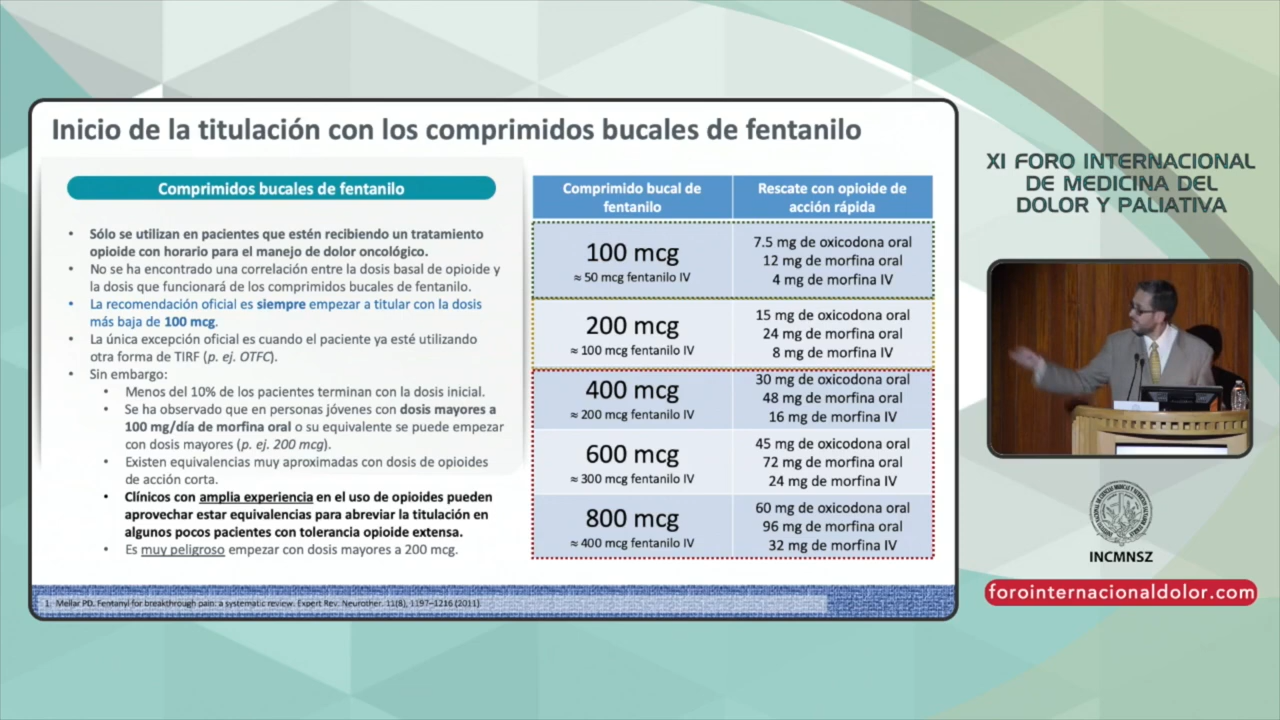 Inicio de la titulación con los comprimidos bucales de fentanilo
Comprimidos bucales de fentanilo
• Sólo se utilizan en pacientes que estén recibiendo un tratamiento
opioide con horario para el manejo de dolor oncológico.
• No se ha encontrado una correlación entre la dosis basal de opioide y
la dosis que funcionará de los comprimidos bucales de fentanilo.
• La recomendación oficial es siempre empezar a titular con la dosis
más baja de 100 mcg.
• La única excepción oficial es cuando el paciente ya esté utilizando
otra forma de TIRF (p. ej. OTFC).
• Sin embargo:
• Menos del 10% de los pacientes terminan con la dosis inicial.
• Se ha observado que en personas jóvenes con dosis mayores a
100 mg/día de morfina oral o su equivalente se puede empezar
con dosis mayores (p. ej. 200 mcg).
• Existen equivalencias muy aproximadas con dosis de opioides
de acción corta.
• Clínicos con amplia experiencia en el uso de opioides pueden
aprovechar estar equivalencias para abreviar la titulación en
algunos pocos pacientes con tolerancia opioide extensa.
• Es muy peligroso empezar con dosis mayores a 200 mcg.
Comprimido bucal de
fentanilo
Rescate con opioide de
acción rápida
100 mcg
≈ 50 mcg fentanilo IV
7.5 mg de oxicodona oral
12 mg de morfina oral
4 mg de morfina IV
200 mcg
≈ 100 mcg fentanilo IV
15 mg de oxicodona oral
24 mg de morfina oral
8 mg de morfina IV
400 mcg
≈ 200 mcg fentanilo IV
30 mg de oxicodona oral
48 mg de morfina oral
16 mg de morfina IV
600 mcg
≈ 300 mcg fentanilo IV
45 mg de oxicodona oral
72 mg de morfina oral
24 mg de morfina IV
800 mcg
≈ 400 mcg fentanilo IV
60 mg de oxicodona oral
96 mg de morfina oral
32 mg de morfina IV
1. Mellar PD. Fentanyl for breakthrough pain: a systematic review. Expert Rev. Neurother. 11(8), 1197–1216 (2011).
XI FORO INTERNACIONAL
DE MEDICINA DEL
DOLOR Y PALIATIVA
INCMNSZ
forointernacionaldolor.com